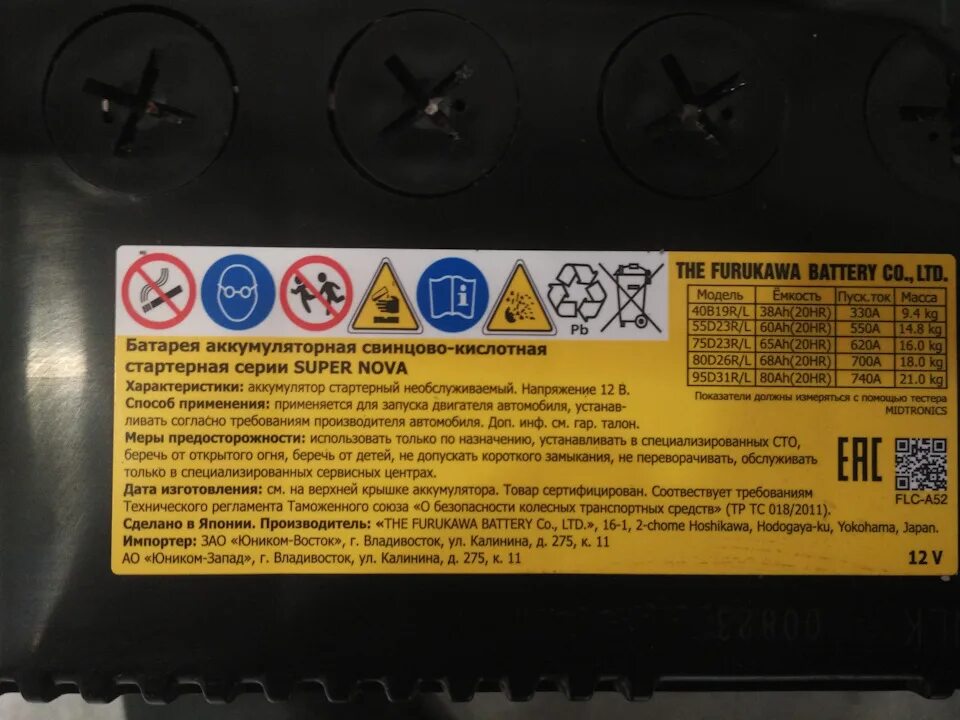 Pb
THE FURUKAWA BATTERY CO., LTD.
Модель Ёмкость Пуск.ток Масса
40B19R/L 38Ah(20HR) 330A 9.4 kg
55D23R/L 60Ah(20HR) 550A 14.8 kg
75D23R/L 65Ah(20HR) 620A 16.0 kg
80D26R/L 68Ah(20HR) 700A 18.0 kg
95D31R/L 80Ah(20HR) 740A 21.0 kg
Показатели должны измеряться с помощью тестера
MIDTRONICS
Батарея аккумуляторная свинцово-кислотная
стартерная серии SUPER NOVA
Характеристики: аккумулятор стартерный необслуживаемый. Напряжение 12 В.
Способ применения: применяется для запуска двигателя автомобиля, устанав-
ливать согласно требованиям производителя автомобиля. Доп. инф. см. гар. талон.
Меры предосторожности: использовать только по назначению, устанавливать в специализированных СТО,
беречь от открытого огня, беречь от детей, не допускать короткого замыкания, не переворачивать, обслуживать
только в специализированных сервисных центрах.
EAC
FLC-A52
Дата изготовления: см. на верхней крышке аккумулятора. Товар сертифицирован. Соотвествует требованиям
Технического регламента Таможенного союза «О безопасности колесных транспортных средств» (ТР ТС 018/2011).
Сделано в Японии. Производитель: «THE FURUKAWA BATTERY Co., LTD.», 16-1, 2-chome Hoshikawa, Hodogaya-ku, Yokohama, Japan.
Импортер: ЗАО «Юником-Восток», г. Владивосток, ул. Калинина, д. 275, к. 11
АО «Юником-Запад», г. Владивосток, ул. Калинина, д. 275, к. 11
12 V